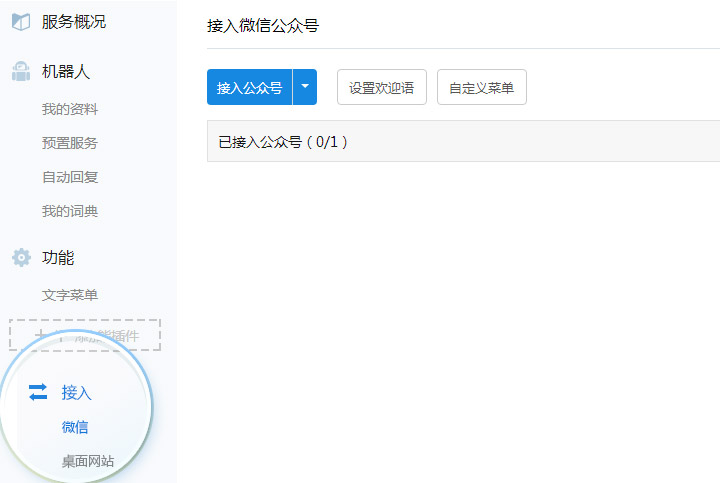 服务概况
机器人
我的资料
预置服务
自动回复
我的词典
功能
文字菜单
插件
接入
微信
桌面网站
接入微信公众号
接入公众号
设置欢迎语
自定义菜单
已接入公众号（0/1）